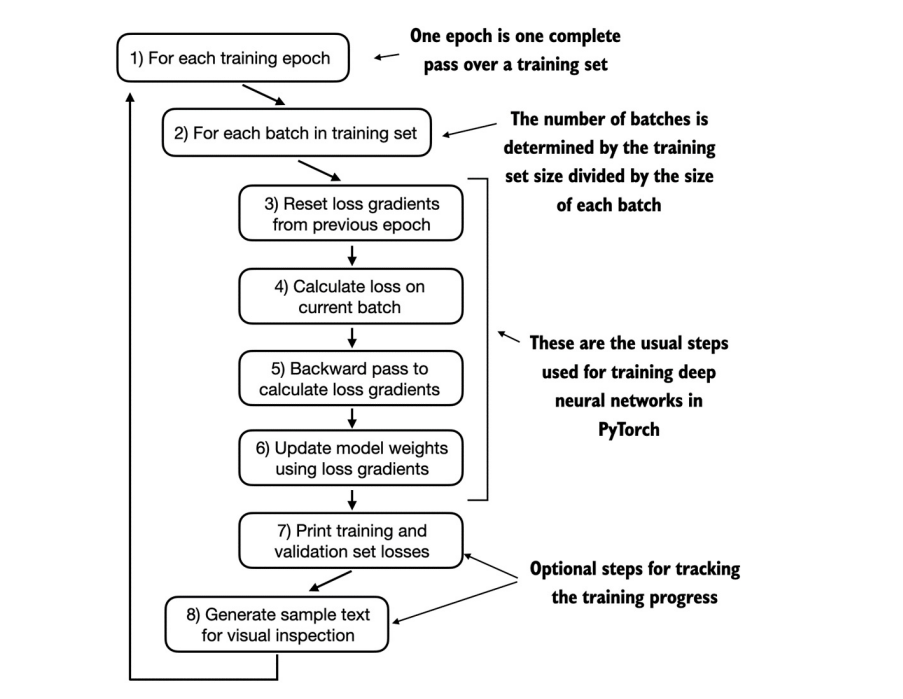 1) For each training epoch
One epoch is one complete
pass over a training set
2) For each batch in training set
The number of batches is
determined by the training
set size divided by the size
of each batch
3) Reset loss gradients
from previous epoch
4) Calculate loss on
current batch
5) Backward pass to
calculate loss gradients
6) Update model weights
using loss gradients
These are the usual steps
used for training deep
neural networks in
PyTorch
7) Print training and
validation set losses
8) Generate sample text
for visual inspection
Optional steps for tracking
the training progress